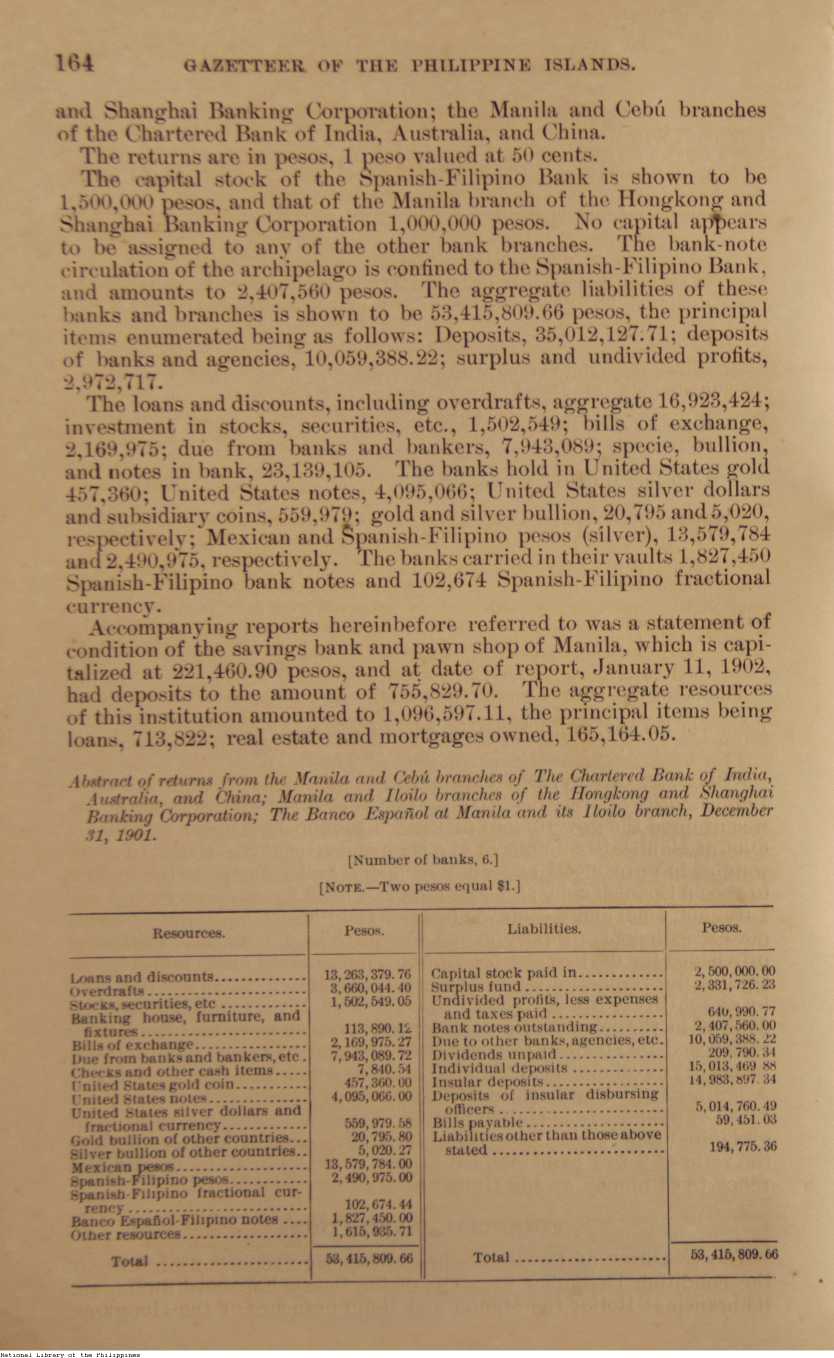 164 GAZETTEER OF THE PHILIPPINE ISLANDS.
and Shanghai Banking Corporation; the Manila and Cebú branches
of the Chartered Bank of India, Australia, and China.
The returns are in pesos, 1 peso valued at 50 cents.
The capital stock of the Spanish-Filipino Bank is shown to be
1,500,000 pesos, and that of the Manila branch of the Hongkong and
Shanghai Banking Corporation 1,000,000 pesos. No capital appears
to be assigned to any of the other bank branches. The bank-note
circulation of the archipelago is confined to the Spanish-Filipino Bank,
and amounts to 2,407,560 pesos. The aggregate liabilities of these
banks and branches is shown to be 53,415,809.66 pesos, the principal
items enumerated being as follows: Deposits, 35,012,127.71; deposits
of banks and agencies, 10,059,388.22; surplus and undivided profits,
2,972,717.
The loans and discounts, including overdrafts, aggregate 16,923,424;
investment in stocks, securities, etc., 1,502,549; bills of exchange,
2,169,975; due from banks and bankers, 7,943,089; specie, bullion,
and notes in bank, 23,139,105. The banks hold in United States gold
457,360; United States notes, 4,095,066; United States silver dollars
and subsidiary coins, 559,979; gold and silver bullion, 20,795 and 5,020,
respectively; Mexican and Spanish-Filipino pesos (silver), 13,579,784
and 2,490,975, respectively. The banks carried in their vaults 1,827,450
Spanish-Filipino bank notes and 102,674 Spanish-Filipino fractional
currency.
Accompanying reports hereinbefore referred to was a statement of
condition of the savings bank and pawn shop of Manila, which is capi-
talized at 221,460.90 pesos, and at date of report, January 11, 1902,
had deposits to the amount of 755,829.70. The aggregate resources
of this institution amounted to 1,096,597.11, the principal items being
loans, 713,822; real estate and mortgages owned, 165,164.05.
Abstract of returns from the Manila and Cebú branches of The Chartered Bank of India,
Australia, and China; Manila and Iloilo branches of the Hongkong and Shanghai
Banking Corporation; The Banco Español at Manila and its Iloilo branch, December
31, 1901.
[Number of banks, 6.]
[NOTE.—Two pesos equal $1.]
Resources. Pesos.
Loans and discounts............. 13,263,379.76
Overdrafts....................... 3,660,044.40
Stocks, securities, etc ............ 1,502,549.05
Banking house, furniture, and
fixtures........................ 113,890.12
Bills of exchange................ 2,169,975.27
Due from banks and bankers, etc. 7,943,089.72
Checks and other cash items..... 7,840.54
United States gold coin.......... 457,360.00
United States notes.............. 4,095,066.00
United States silver dollars and
fractional currency............ 559,979.58
Gold bullion of other countries... 20,795.80
Silver bullion of other countries.. 5,020.27
Mexican pesos................... 13,579,784.00
Spanish-Filipino pesos........... 2,490,975.00
Spanish-Filipino fractional cur-
rency.......................... 102,674.44
Banco Español-Filipino notes .... 1,827,450.00
Other resources.................. 1,615,935.71
Total ...................... 53,415,809.66
Liabilities. Pesos.
Capital stock paid in............ 2,500,000.00
Surplus fund.................... 2,331,726.23
Undivided profits, less expenses
and taxes paid ................ 640,990.77
Bank notes outstanding.......... 2,407,560.00
Due to other banks, agencies, etc. 10,059,388.22
Dividends unpaid............... 209,790.34
Individual deposits ............. 15,013,469 88
Insular deposits................. 14,983,897.34
Deposits of insular disbursing
officers........................ 5,014,760.49
Bills payable.................... 59,451.03
Liabilities other than those above
stated ......................... 194,775.36
Total ...................... 53,415,809.66
National Library of the Philippines